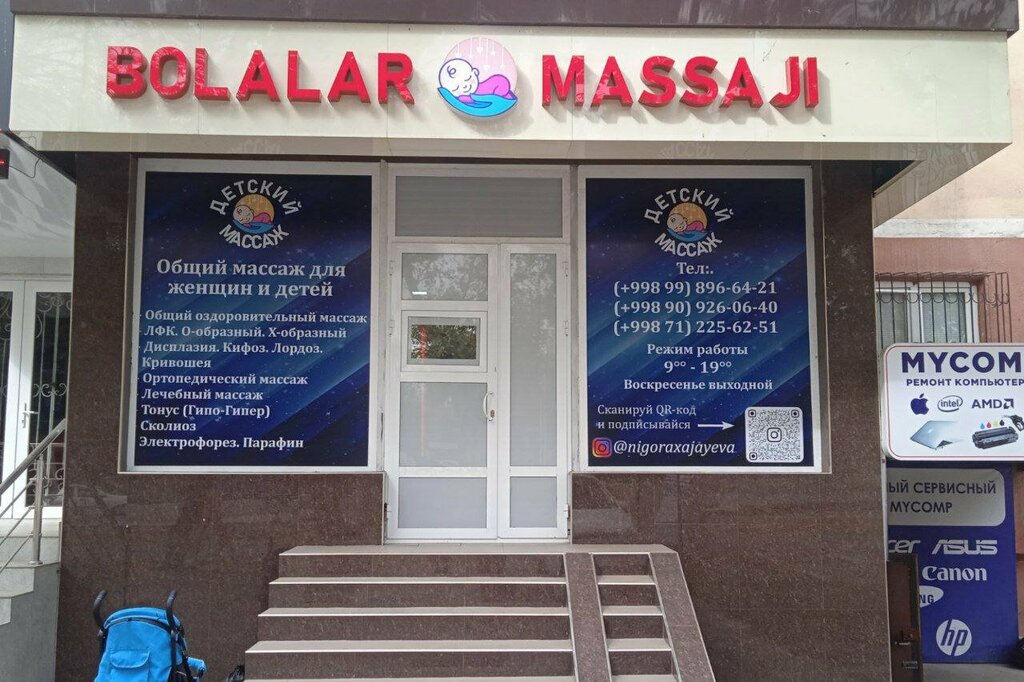 BOLALAR MASSAJI
ДЕТСКИЙ
МАССАЖ
Общий массаж для
женщин и детей
- Общий оздоровительный массаж
- ЛФК. О-образный. Х-образный
- Дисплазия. Кифоз. Лордоз.
Кривошея
- Ортопедический массаж
- Лечебный массаж
Тонус (Гипо-Гипер)
Сколиоз
Электрофорез. Парафин
ДЕТСКИЙ
МАССАЖ
Тел:.
(+998 99) 896-64-21
(+998 90) 926-06-40
(+998 71) 225-62-51
Режим работы
9°° - 19°°
Воскресенье выходной
Сканируй QR-код
и подпйсывайся
@nigoraxajayeva
MYCOM
РЕМОНТ КОМПЬЮТЕР
intel AMD
ЫЙ СЕРВИСНЫЙ
MYCOMP
cer ASUS
Canon
NG
hp